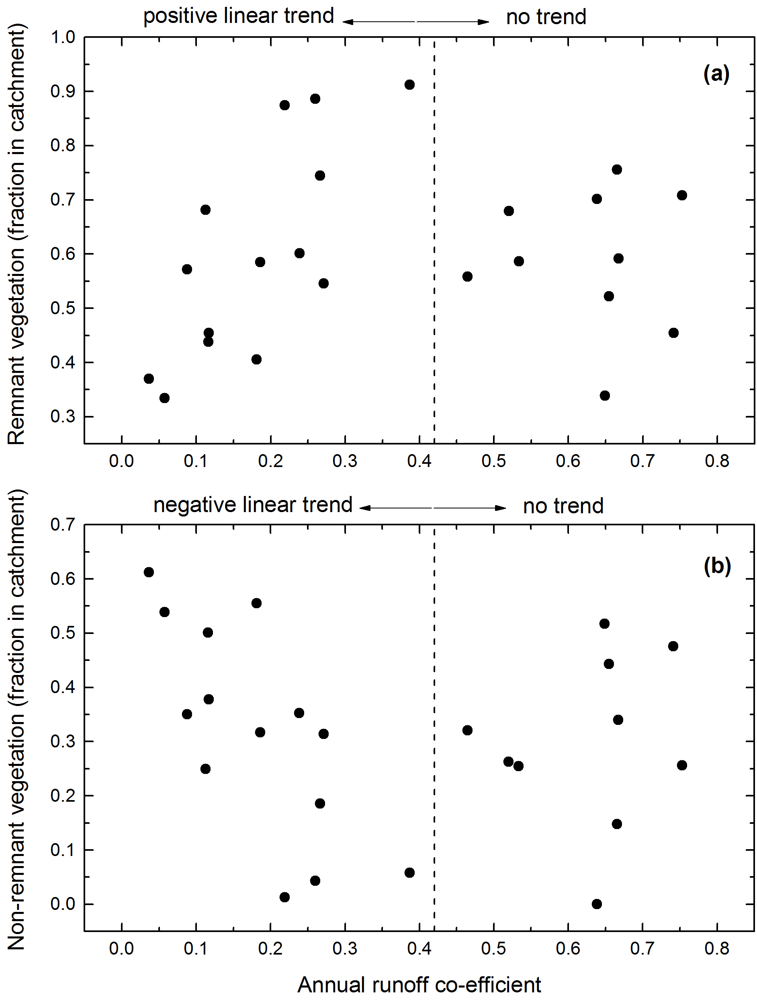 positive linear trend no trend
Remnant vegetation (fraction in catchment)
(a)
1.0
0.9
0.8
0.7
0.6
0.5
0.4
0.3
0.0 0.1 0.2 0.3 0.4 0.5 0.6 0.7 0.8
negative linear trend no trend
Non-remnant vegetation (fraction in catchment)
(b)
0.7
0.6
0.5
0.4
0.3
0.2
0.1
0.0
0.0 0.1 0.2 0.3 0.4 0.5 0.6 0.7 0.8
Annual runoff co-efficient